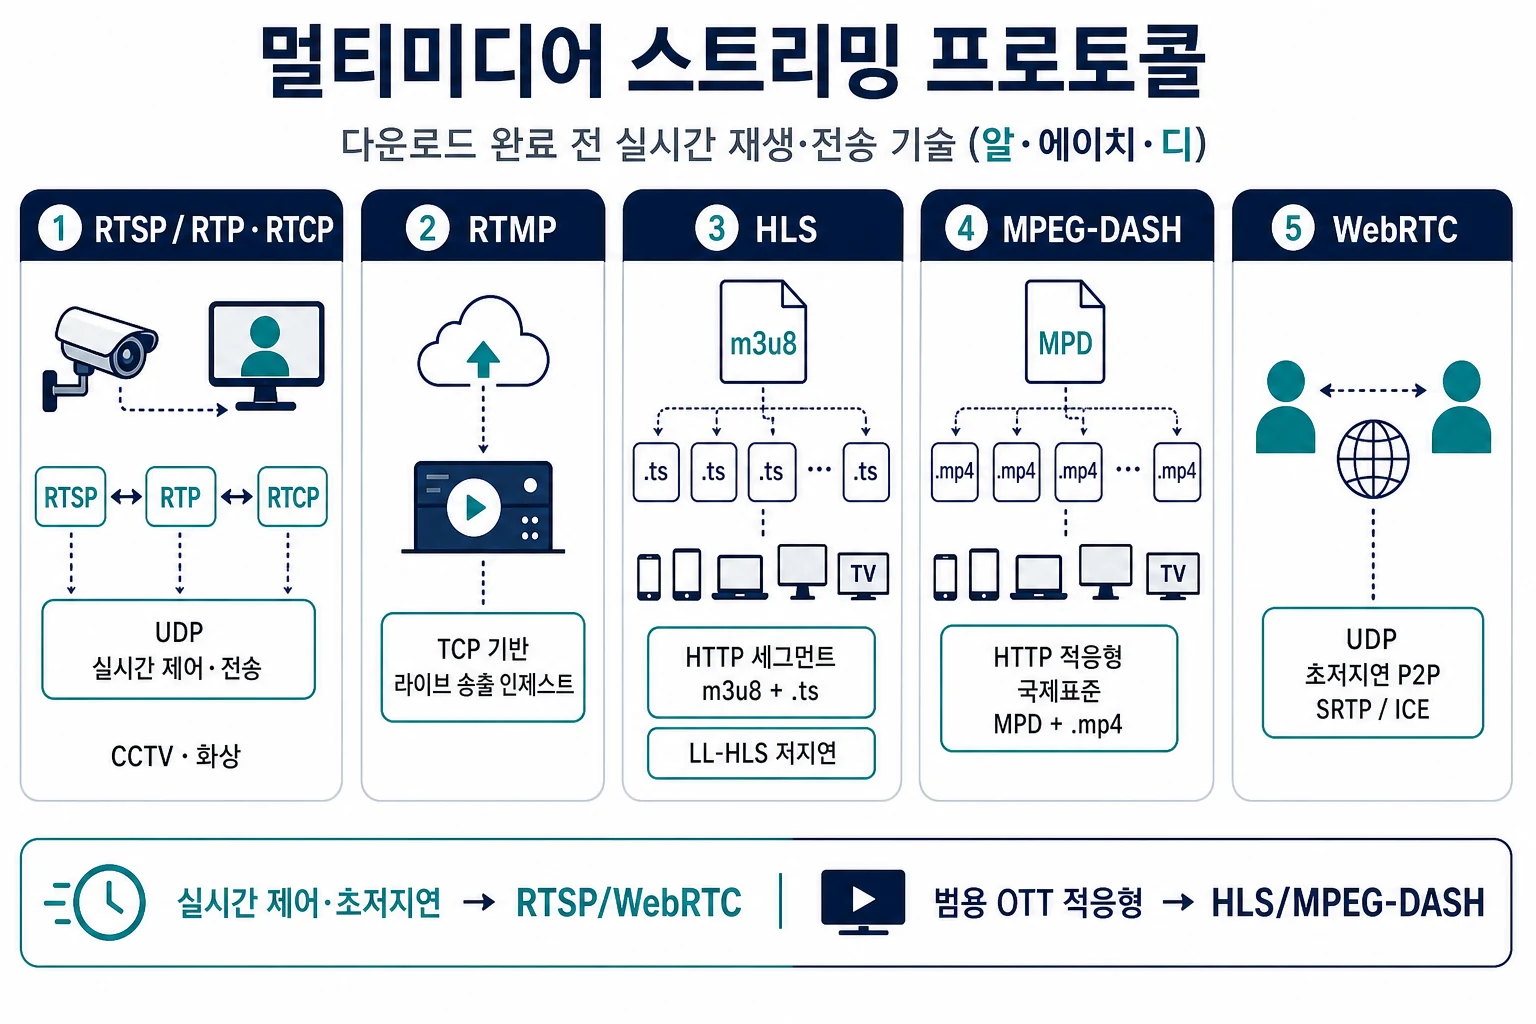 멀티미디어 스트리밍 프로토콜
다운로드 완료 전 실시간 재생·전송 기술 (알·에이치·디)
1 RTSP / RTP · RTCP
RTSP RTP RTCP
UDP
실시간 제어·전송
CCTV · 화상
2 RTMP
TCP 기반
라이브 송출 인제스트
3 HLS
m3u8
.ts .ts .ts ... .ts
TV
HTTP 세그먼트
m3u8 + .ts
LL-HLS 저지연
4 MPEG-DASH
MPD
.mp4 .mp4 .mp4 ... .mp4
TV
HTTP 적응형
국제표준
MPD + .mp4
5 WebRTC
UDP
초저지연 P2P
SRTP / ICE
실시간 제어·초저지연 → RTSP/WebRTC
범용 OTT 적응형 → HLS/MPEG-DASH